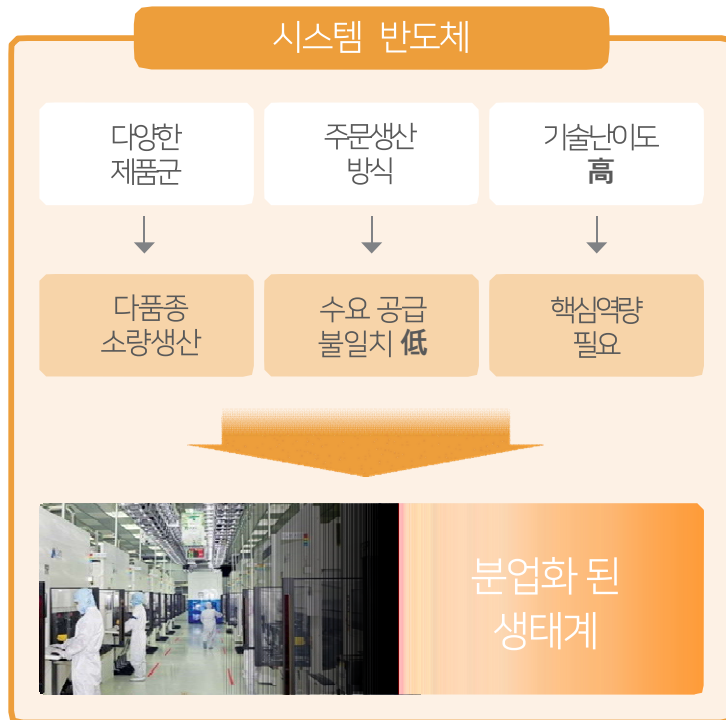 시스템 반도체
다양한
제품군
주문생산
방식
기술난이도
高
다품종
소량생산
수요 공급
불일치 低
핵심역량
필요
분업화 된
생태계